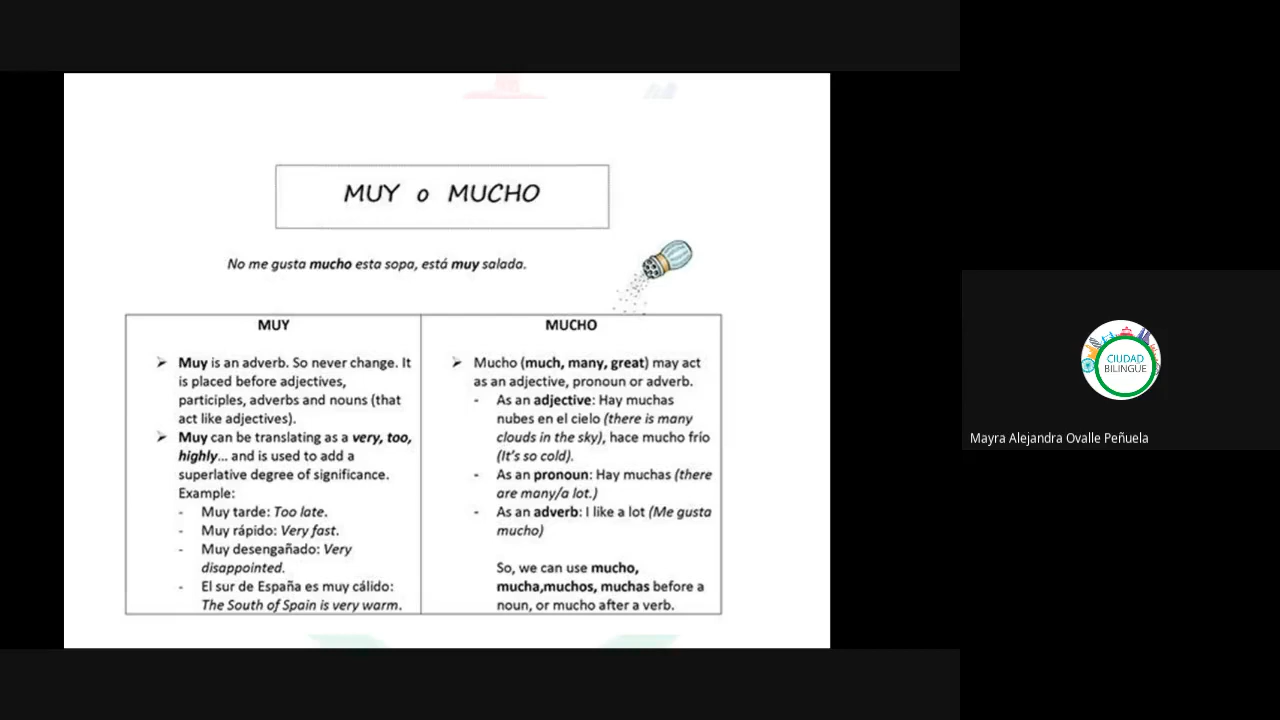 MUY o MUCHO
No me gusta mucho esta sopa, está muy salada.
MUY
➢ Muy is an adverb. So never change. It
is placed before adjectives,
participles, adverbs and nouns (that
act like adjectives).
➢ Muy can be translating as a very, too,
highly... and is used to add a
superlative degree of significance.
Example:
- Muy tarde: Too late.
- Muy rápido: Very fast.
- Muy desengañado: Very
disappointed.
- El sur de España es muy cálido:
The South of Spain is very warm.
MUCHO
➢ Mucho (much, many, great) may act
as an adjective, pronoun or adverb.
- As an adjective: Hay muchas
nubes en el cielo (there is many
clouds in the sky), hace mucho frío
(It's so cold).
- As an pronoun: Hay muchas (there
are many/a lot.)
- As an adverb: I like a lot (Me gusta
mucho)
So, we can use mucho,
mucha,muchos, muchas before a
noun, or mucho after a verb.
CIUDAD
BILINGÜE
Mayra Alejandra Ovalle Peñuela